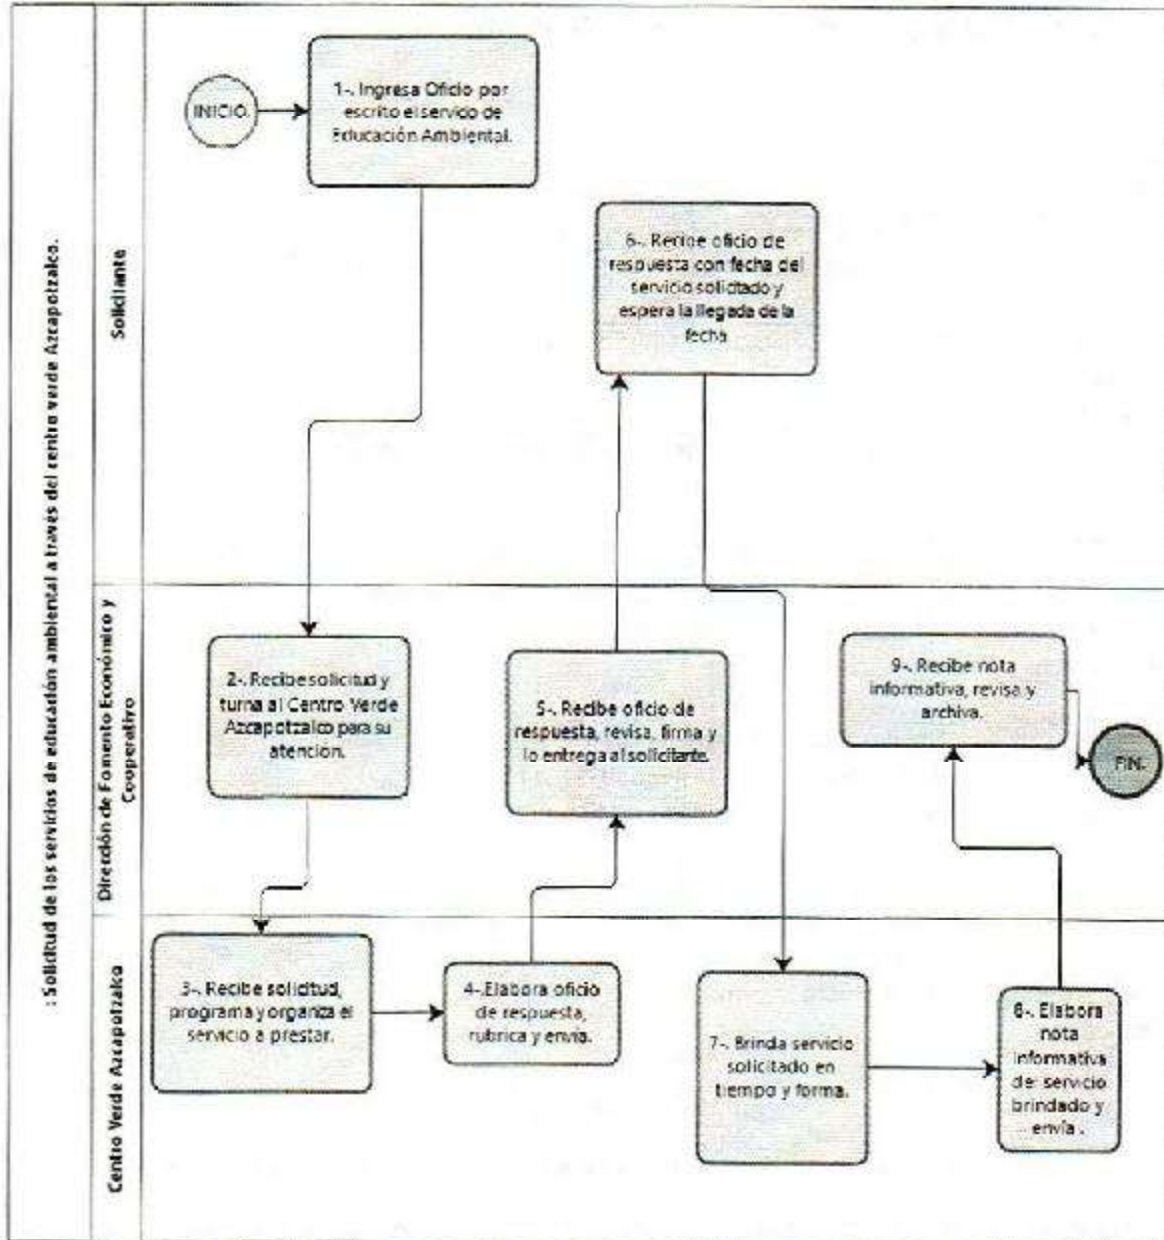 : Solicitud de los servicios de educación ambiental a través del centro verde Azcapotzalco.
Solicitante
INICIO.
1-. Ingresa Oficio por
escrito el servicio de
Educación Ambiental.
6-. Recibe oficio de
respuesta con fecha del
servicio solicitado y
espera la llegada de la
fecha
Dirección de Fomento Económico y
Cooperativo
2-. Recibe solicitud y
turna al Centro Verde
Azcapotzalco para su
atención.
5-. Recibe oficio de
respuesta, revisa, firma y
lo entrega al solicitante.
9-. Recibe nota
informativa, revisa y
archiva.
FIN.
Centro Verde Azcapotzalco
3-. Recibe solicitud,
programa y organiza el
servicio a prestar.
4-. Elabora oficio
de respuesta,
rubrica y envía.
7-. Brinda servicio
solicitado en
tiempo y forma.
8-. Elabora
nota
informativa
del servicio
brindado y
envía .